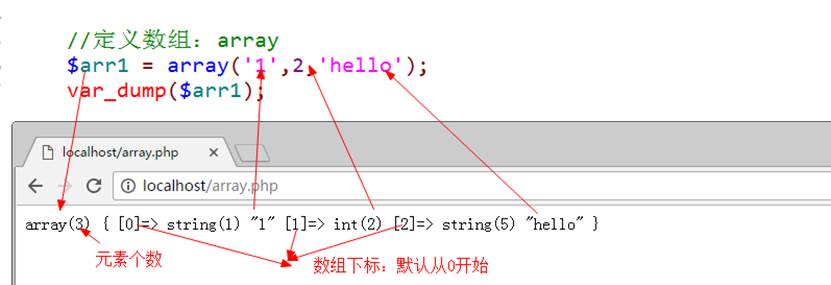 //定义数组：array
$arr1 = array('1',2,'hello');
var_dump($arr1);
localhost/array.php
localhost/array.php
array(3) { [0]=> string(1) "1" [1]=> int(2) [2]=> string(5) "hello" }
元素个数
数组下标：默认从0开始